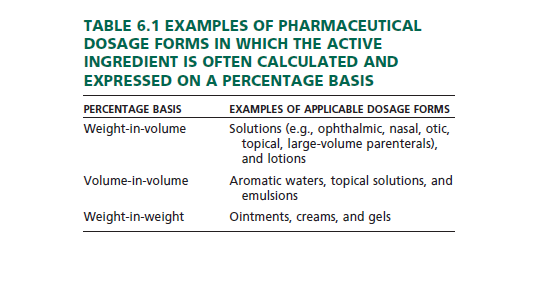 TABLE 6.1 EXAMPLES OF PHARMACEUTICAL
DOSAGE FORMS IN WHICH THE ACTIVE
INGREDIENT IS OFTEN CALCULATED AND
EXPRESSED ON A PERCENTAGE BASIS
PERCENTAGE BASIS EXAMPLES OF APPLICABLE DOSAGE FORMS
Weight-in-volume Solutions (e.g., ophthalmic, nasal, otic,
topical, large-volume parenterals),
and lotions
Volume-in-volume Aromatic waters, topical solutions, and
emulsions
Weight-in-weight Ointments, creams, and gels